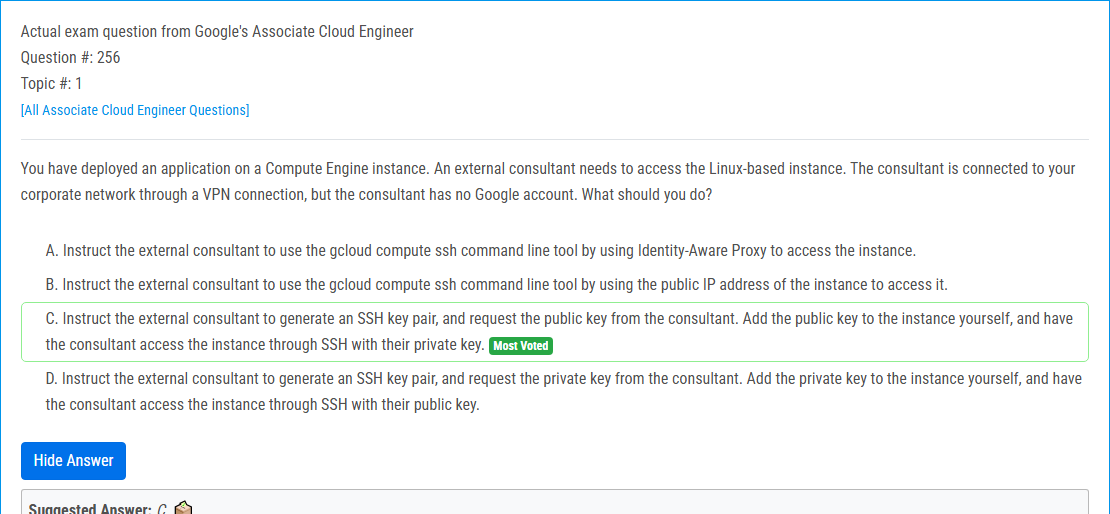 Actual exam question from Google's Associate Cloud Engineer
Question #: 256
Topic #: 1
[All Associate Cloud Engineer Questions]
You have deployed an application on a Compute Engine instance. An external consultant needs to access the Linux-based instance. The consultant is connected to your
corporate network through a VPN connection, but the consultant has no Google account. What should you do?
A. Instruct the external consultant to use the gcloud compute ssh command line tool by using Identity-Aware Proxy to access the instance.
B. Instruct the external consultant to use the gcloud compute ssh command line tool by using the public IP address of the instance to access it.
C. Instruct the external consultant to generate an SSH key pair, and request the public key from the consultant. Add the public key to the instance yourself, and have
the consultant access the instance through SSH with their private key. Most Voted
D. Instruct the external consultant to generate an SSH key pair, and request the private key from the consultant. Add the private key to the instance yourself, and have
the consultant access the instance through SSH with their public key.
Hide Answer
Suggested Answer: C